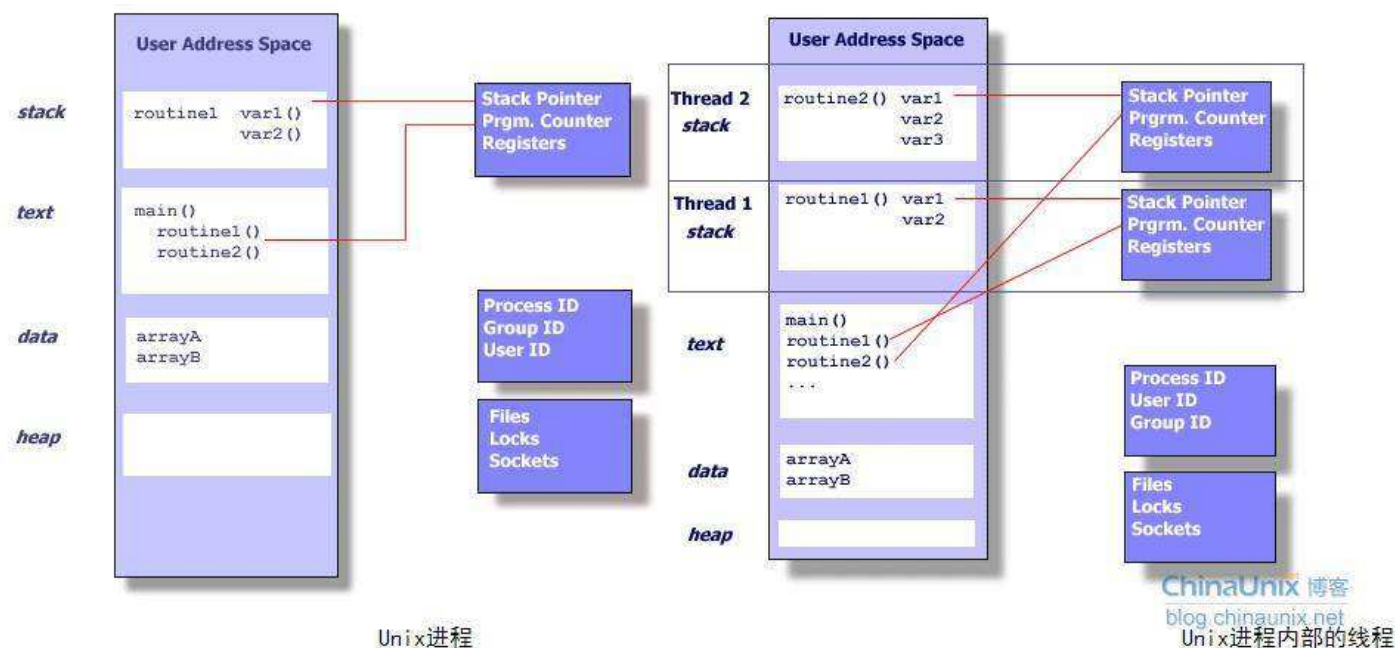 User Address Space
stack
routine1 var1()
var2()
Stack Pointer
Prgm. Counter
Registers
text
main()
routine1()
routine2()
Process ID
Group ID
User ID
data
arrayA
arrayB
Files
Locks
Sockets
heap
Unix进程
User Address Space
Thread 2
stack
routine2() var1
var2
var3
Stack Pointer
Prgrm. Counter
Registers
Thread 1
stack
routine1() var1
var2
Stack Pointer
Prgrm. Counter
Registers
text
main()
routine1()
routine2()
...
Process ID
User ID
Group ID
data
arrayA
arrayB
Files
Locks
Sockets
heap
ChinaUnix 博客
blog.chinaunix.net
Unix进程内部的线程